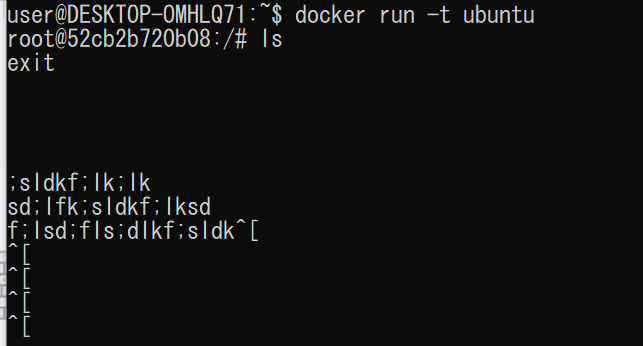 user@DESKTOP-OMHLQ71:~$ docker run -t ubuntu
root@52cb2b720b08:/# ls
exit
;sldkf;lk;lk
sd;lfk;sldkf;lksd
f;lsd;fls;dlkf;sldk^[
^[
^[
^[
^[